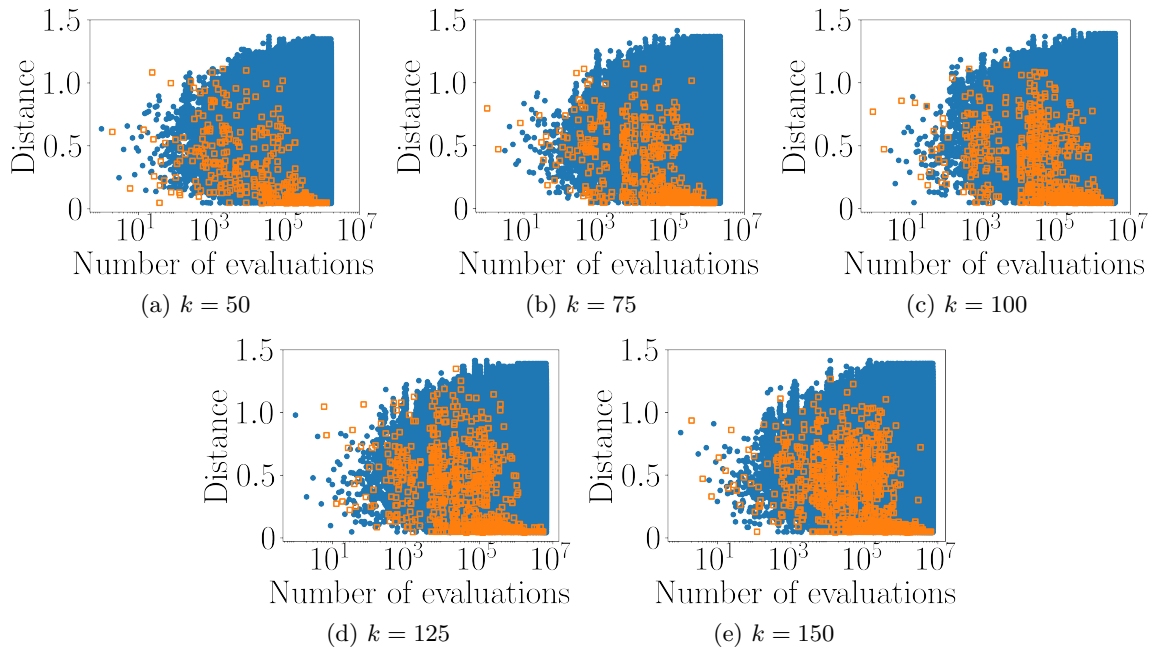 1.5
1.0
0.5
0
Distance
10^1 10^3 10^5 10^7
Number of evaluations
(a) k = 50
1.5
1.0
0.5
0
Distance
10^1 10^3 10^5 10^7
Number of evaluations
(b) k = 75
1.5
1.0
0.5
0
Distance
10^1 10^3 10^5 10^7
Number of evaluations
(c) k = 100
1.5
1.0
0.5
0
Distance
10^1 10^3 10^5 10^7
Number of evaluations
(d) k = 125
1.5
1.0
0.5
0
Distance
10^1 10^3 10^5 10^7
Number of evaluations
(e) k = 150